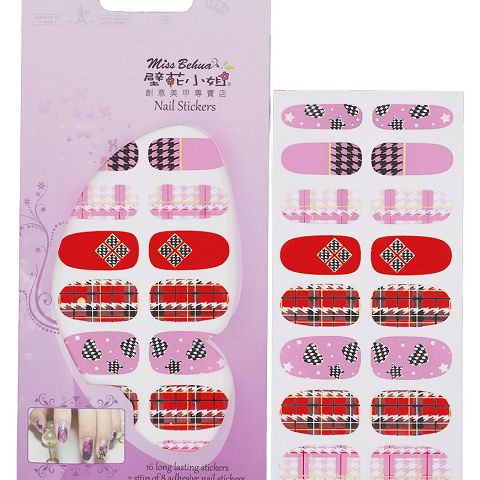 Miss Behua
壁花小姐
創意美甲專賣店
Nail Stickers
16 long lasting stickers
2 sttip of 8 adhesive nail stickers